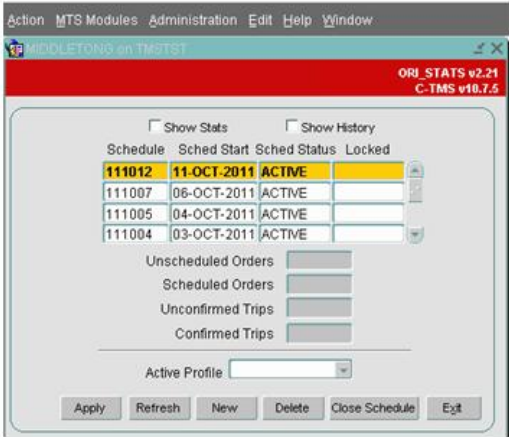 Action MTS Modules Administration Edit Help Window
MIDDLETONG on TMSTST
ORI_STATS v2.21
C-TMS v10.7.5
Show Stats Show History
Schedule Sched Start Sched Status Locked
111012 11-OCT-2011 ACTIVE
111007 06-OCT-2011 ACTIVE
111005 04-OCT-2011 ACTIVE
111004 03-OCT-2011 ACTIVE
Unscheduled Orders
Scheduled Orders
Unconfirmed Trips
Confirmed Trips
Active Profile
Apply Refresh New Delete Close Schedule Exit